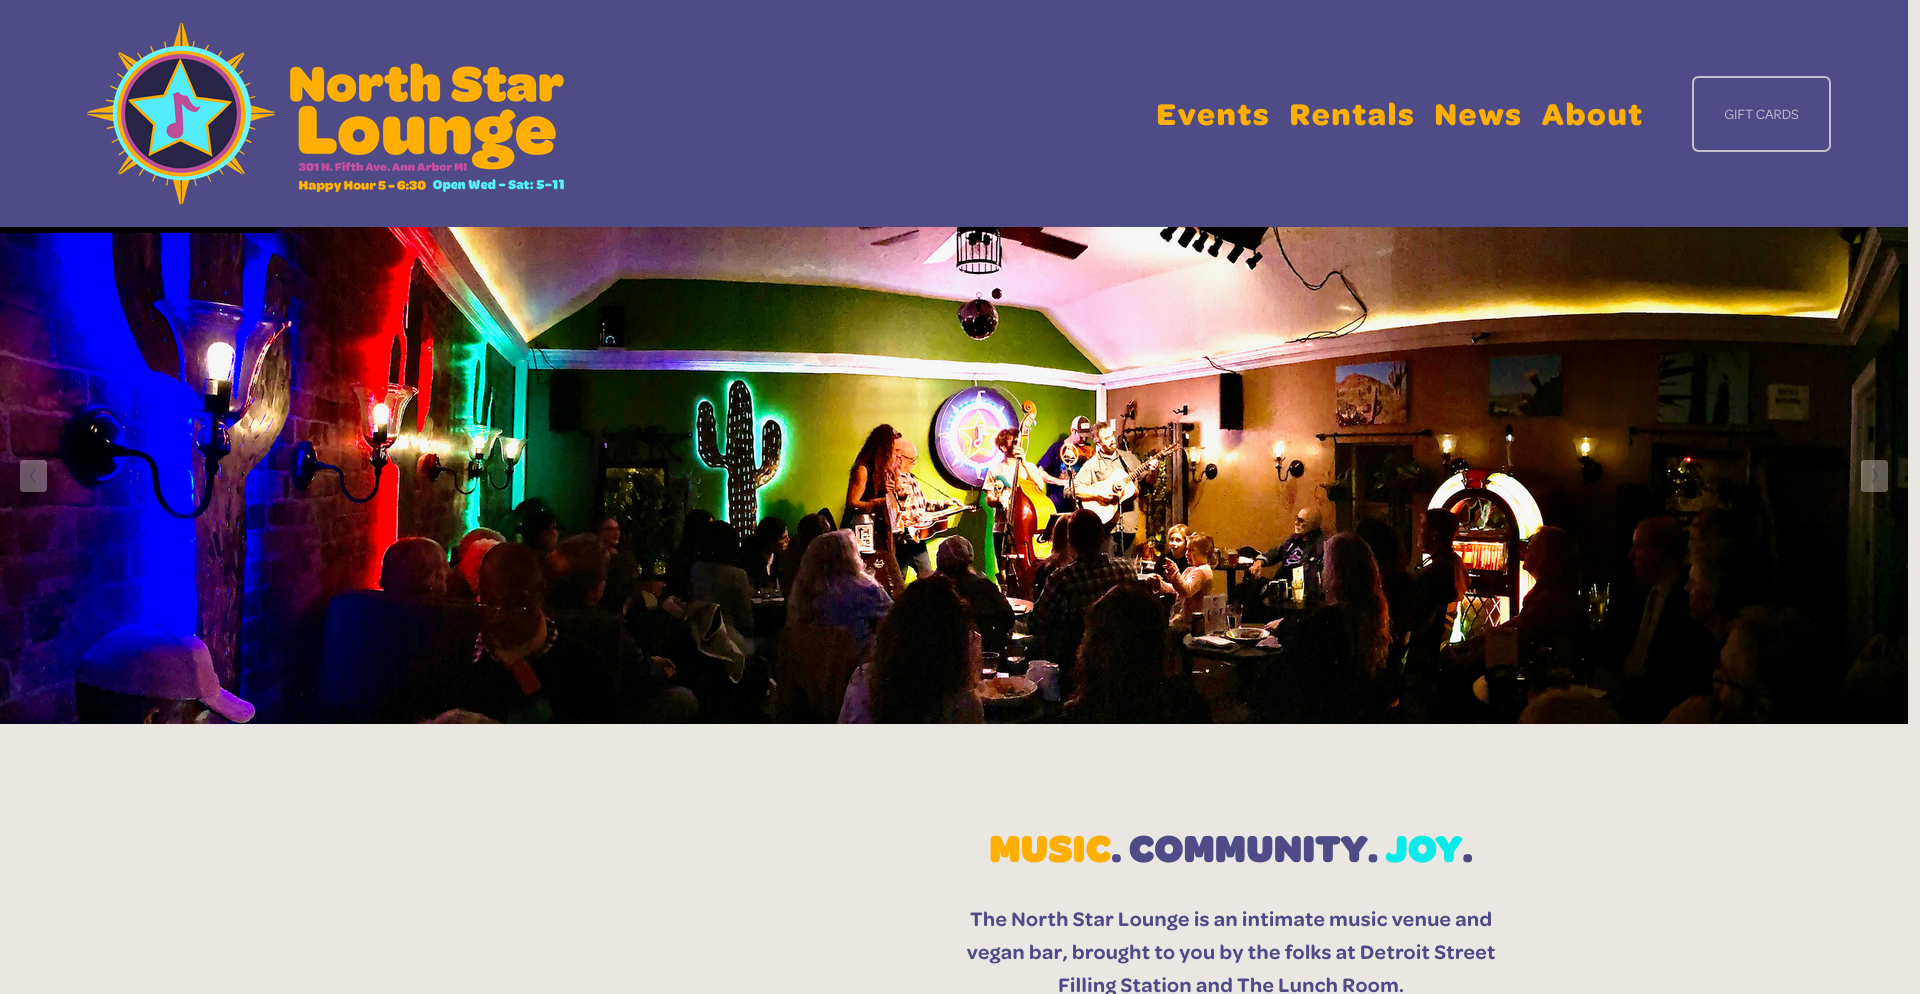 North Star
Lounge
301 N. Fifth Ave. Ann Arbor MI
Happy Hour 5 - 6:30 Open Wed - Sat: 5-11
Events Rentals News About
GIFT CARDS
MUSIC. COMMUNITY. JOY.
The North Star Lounge is an intimate music venue and
vegan bar, brought to you by the folks at Detroit Street
Filling Station and The Lunch Room.